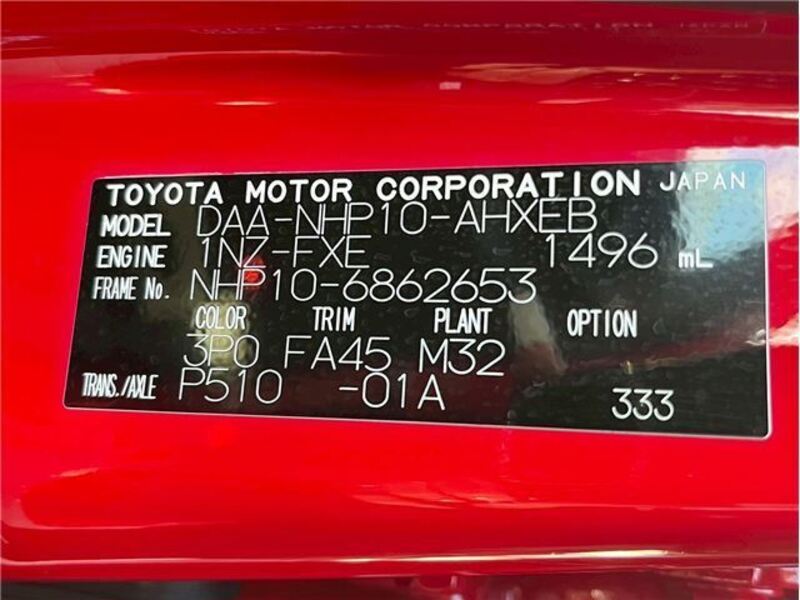 TOYOTA MOTOR CORPORATION JAPAN
MODEL DAA-NHP10-AHXEB
ENGINE 1NZ-FXE 1496 mL
FRAME No. NHP10-6862653
COLOR TRIM PLANT OPTION
3P0 FA45 M32
TRANS./AXLE P510 -01A 333